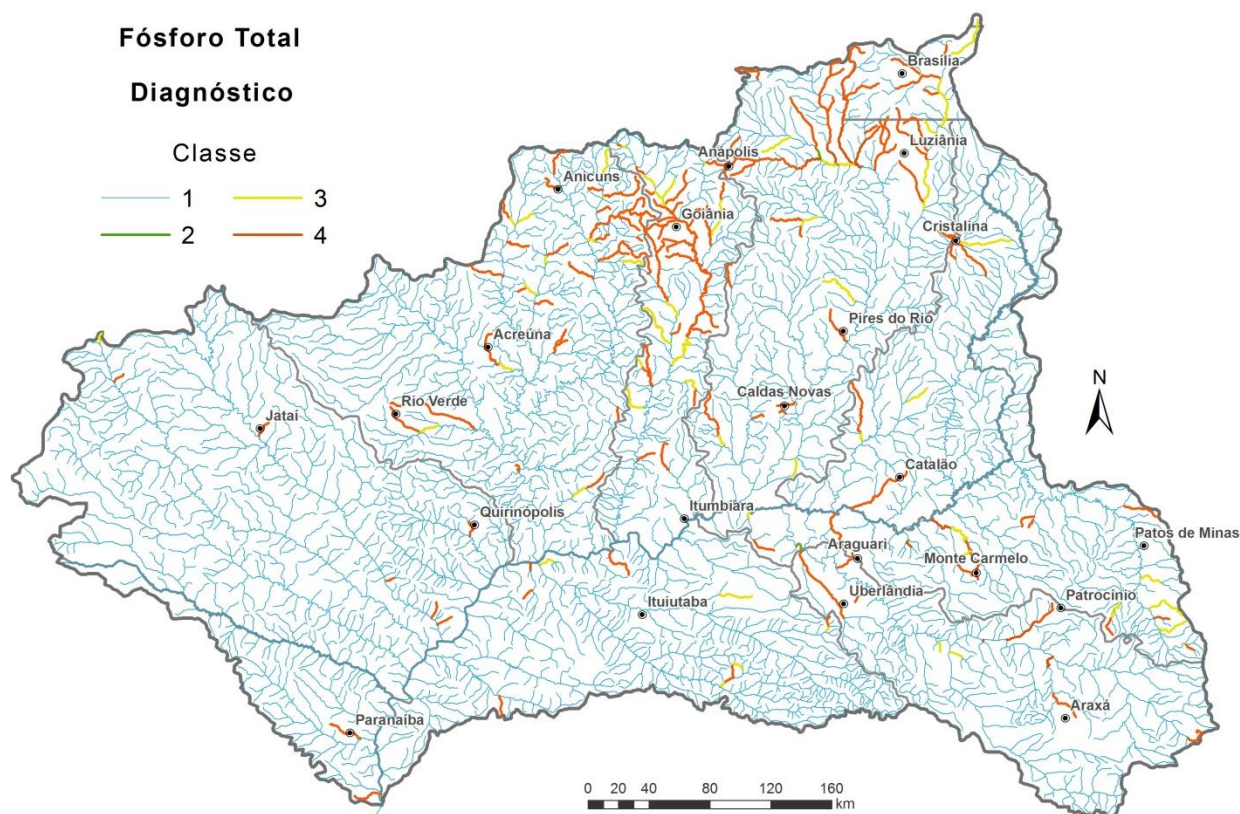 Fósforo Total
Diagnóstico
Classe
1 3
2 4
Brasília
Luziânia
Anápolis
Anicuns
Goiânia
Cristalina
Pires do Rio
Acreúna
Caldas Novas
Rio Verde
Jataí
N
Catalão
Quirinópolis
Itumbiara
Patos de Minas
Araguari
Monte Carmelo
Uberlândia
Patrocínio
Ituiutaba
Araxá
Paranaíba
0 20 40 80 120 160
km